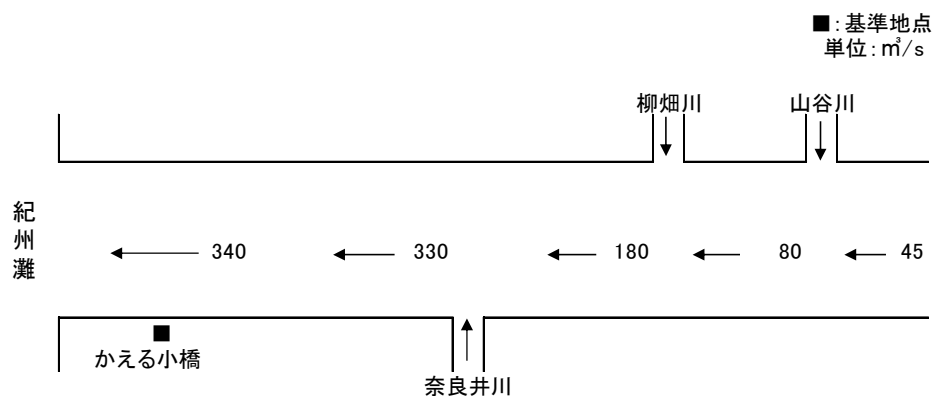 ■：基準地点
単位：㎥/s
柳畑川
山谷川
紀州灘
340
330
180
80
45
かえる小橋
奈良井川